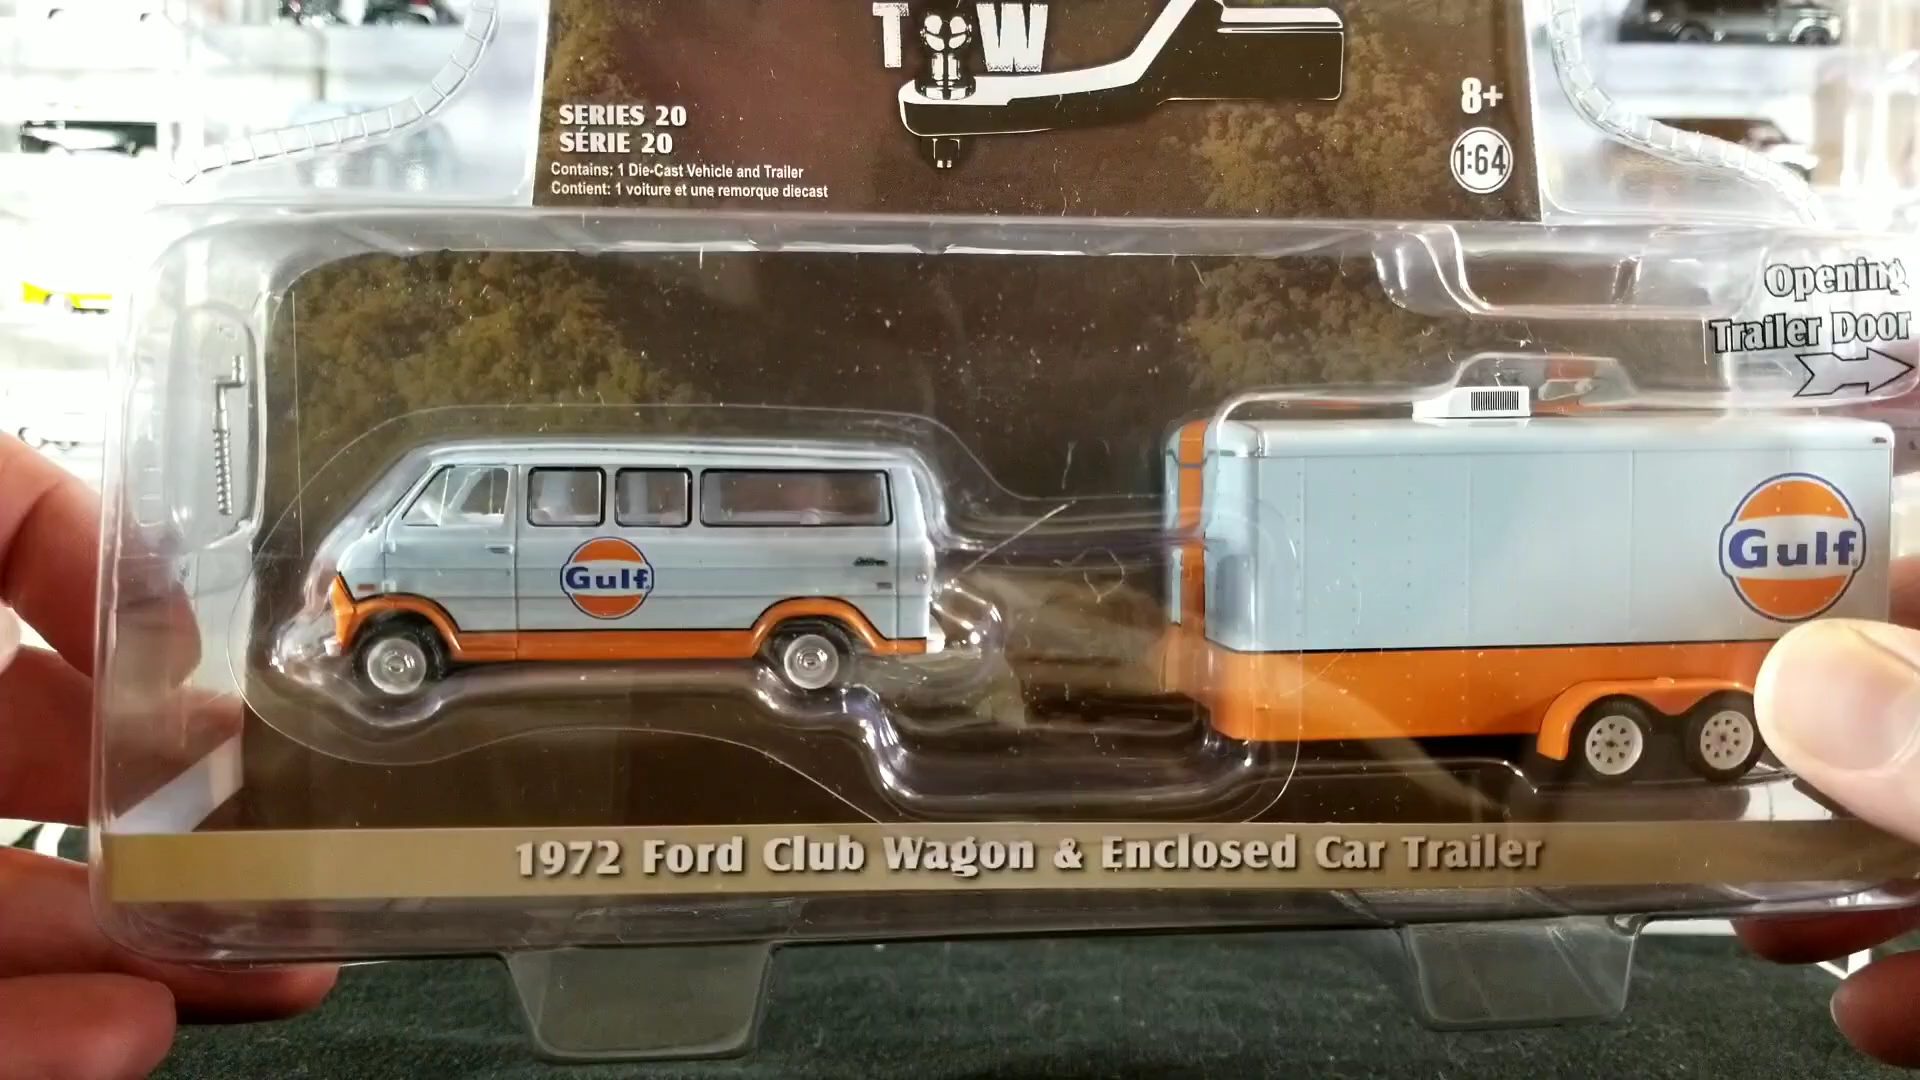 TOW
SERIES 20
SÉRIE 20
Contains: 1 Die-Cast Vehicle and Trailer
Contient: 1 voiture et une remorque diecast
8+
1:64
Opening
Trailer Door
Gulf
Gulf
1972 Ford Club Wagon & Enclosed Car Trailer